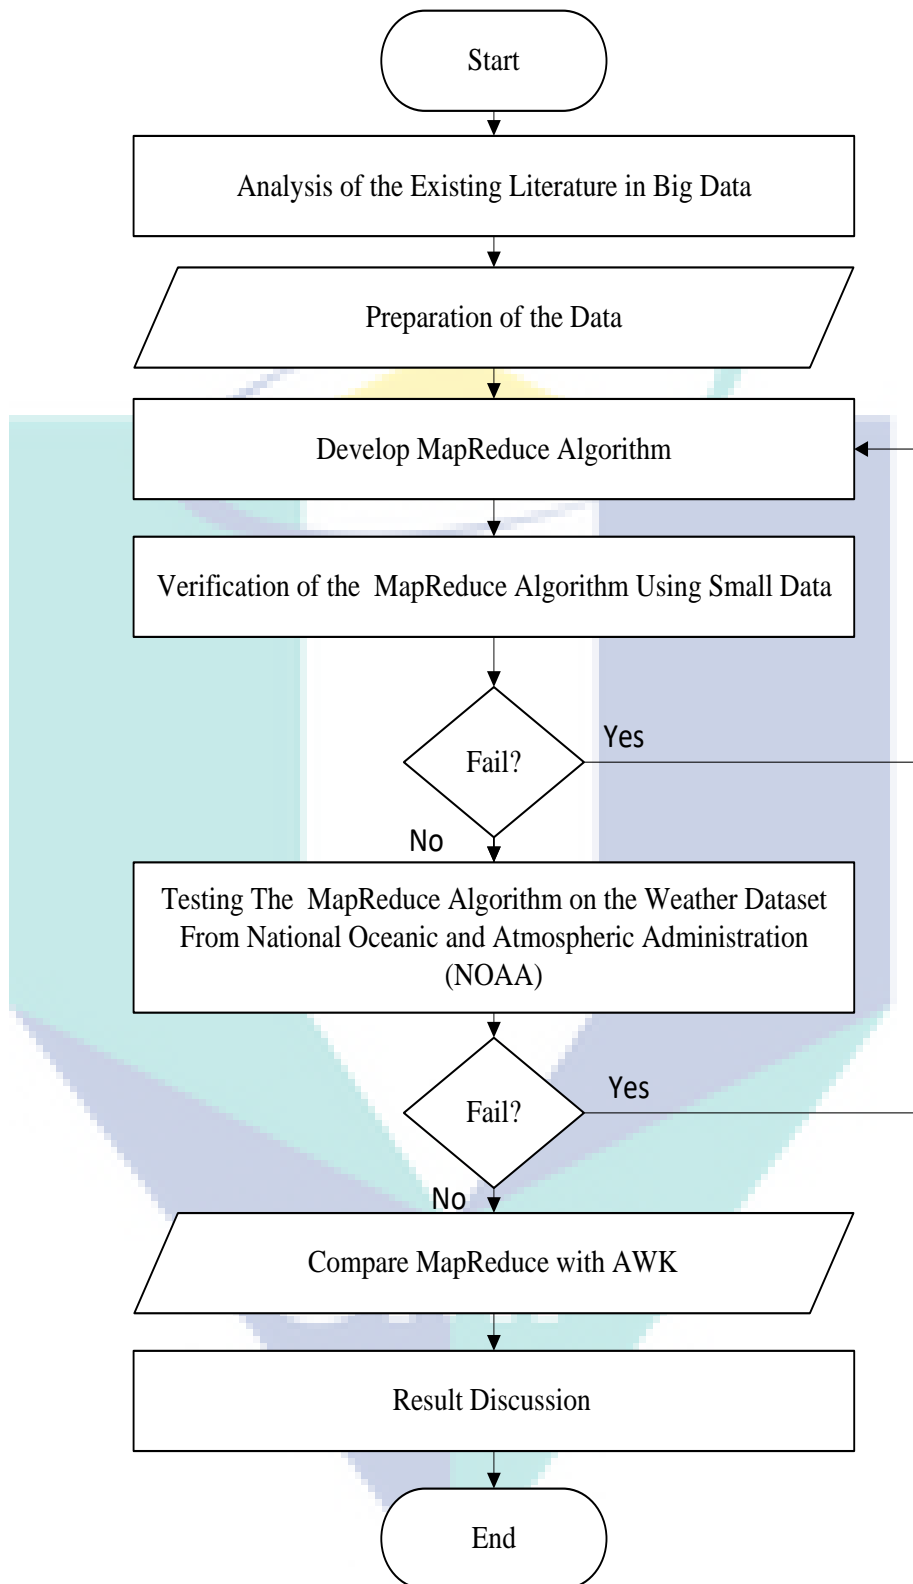 Start
Analysis of the Existing Literature in Big Data
Preparation of the Data
Develop MapReduce Algorithm
Verification of the  MapReduce Algorithm Using Small Data
Fail?
Yes
No
Testing The  MapReduce Algorithm on the Weather Dataset
From National Oceanic and Atmospheric Administration
(NOAA)
Fail?
Yes
No
Compare MapReduce with AWK
Result Discussion
End